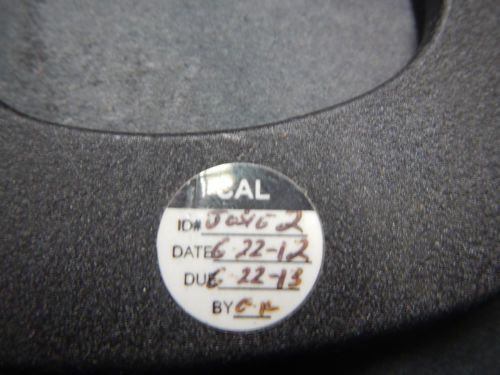 CAL
ID#
DATE 6-22-12
DUE 6-22-13
BY